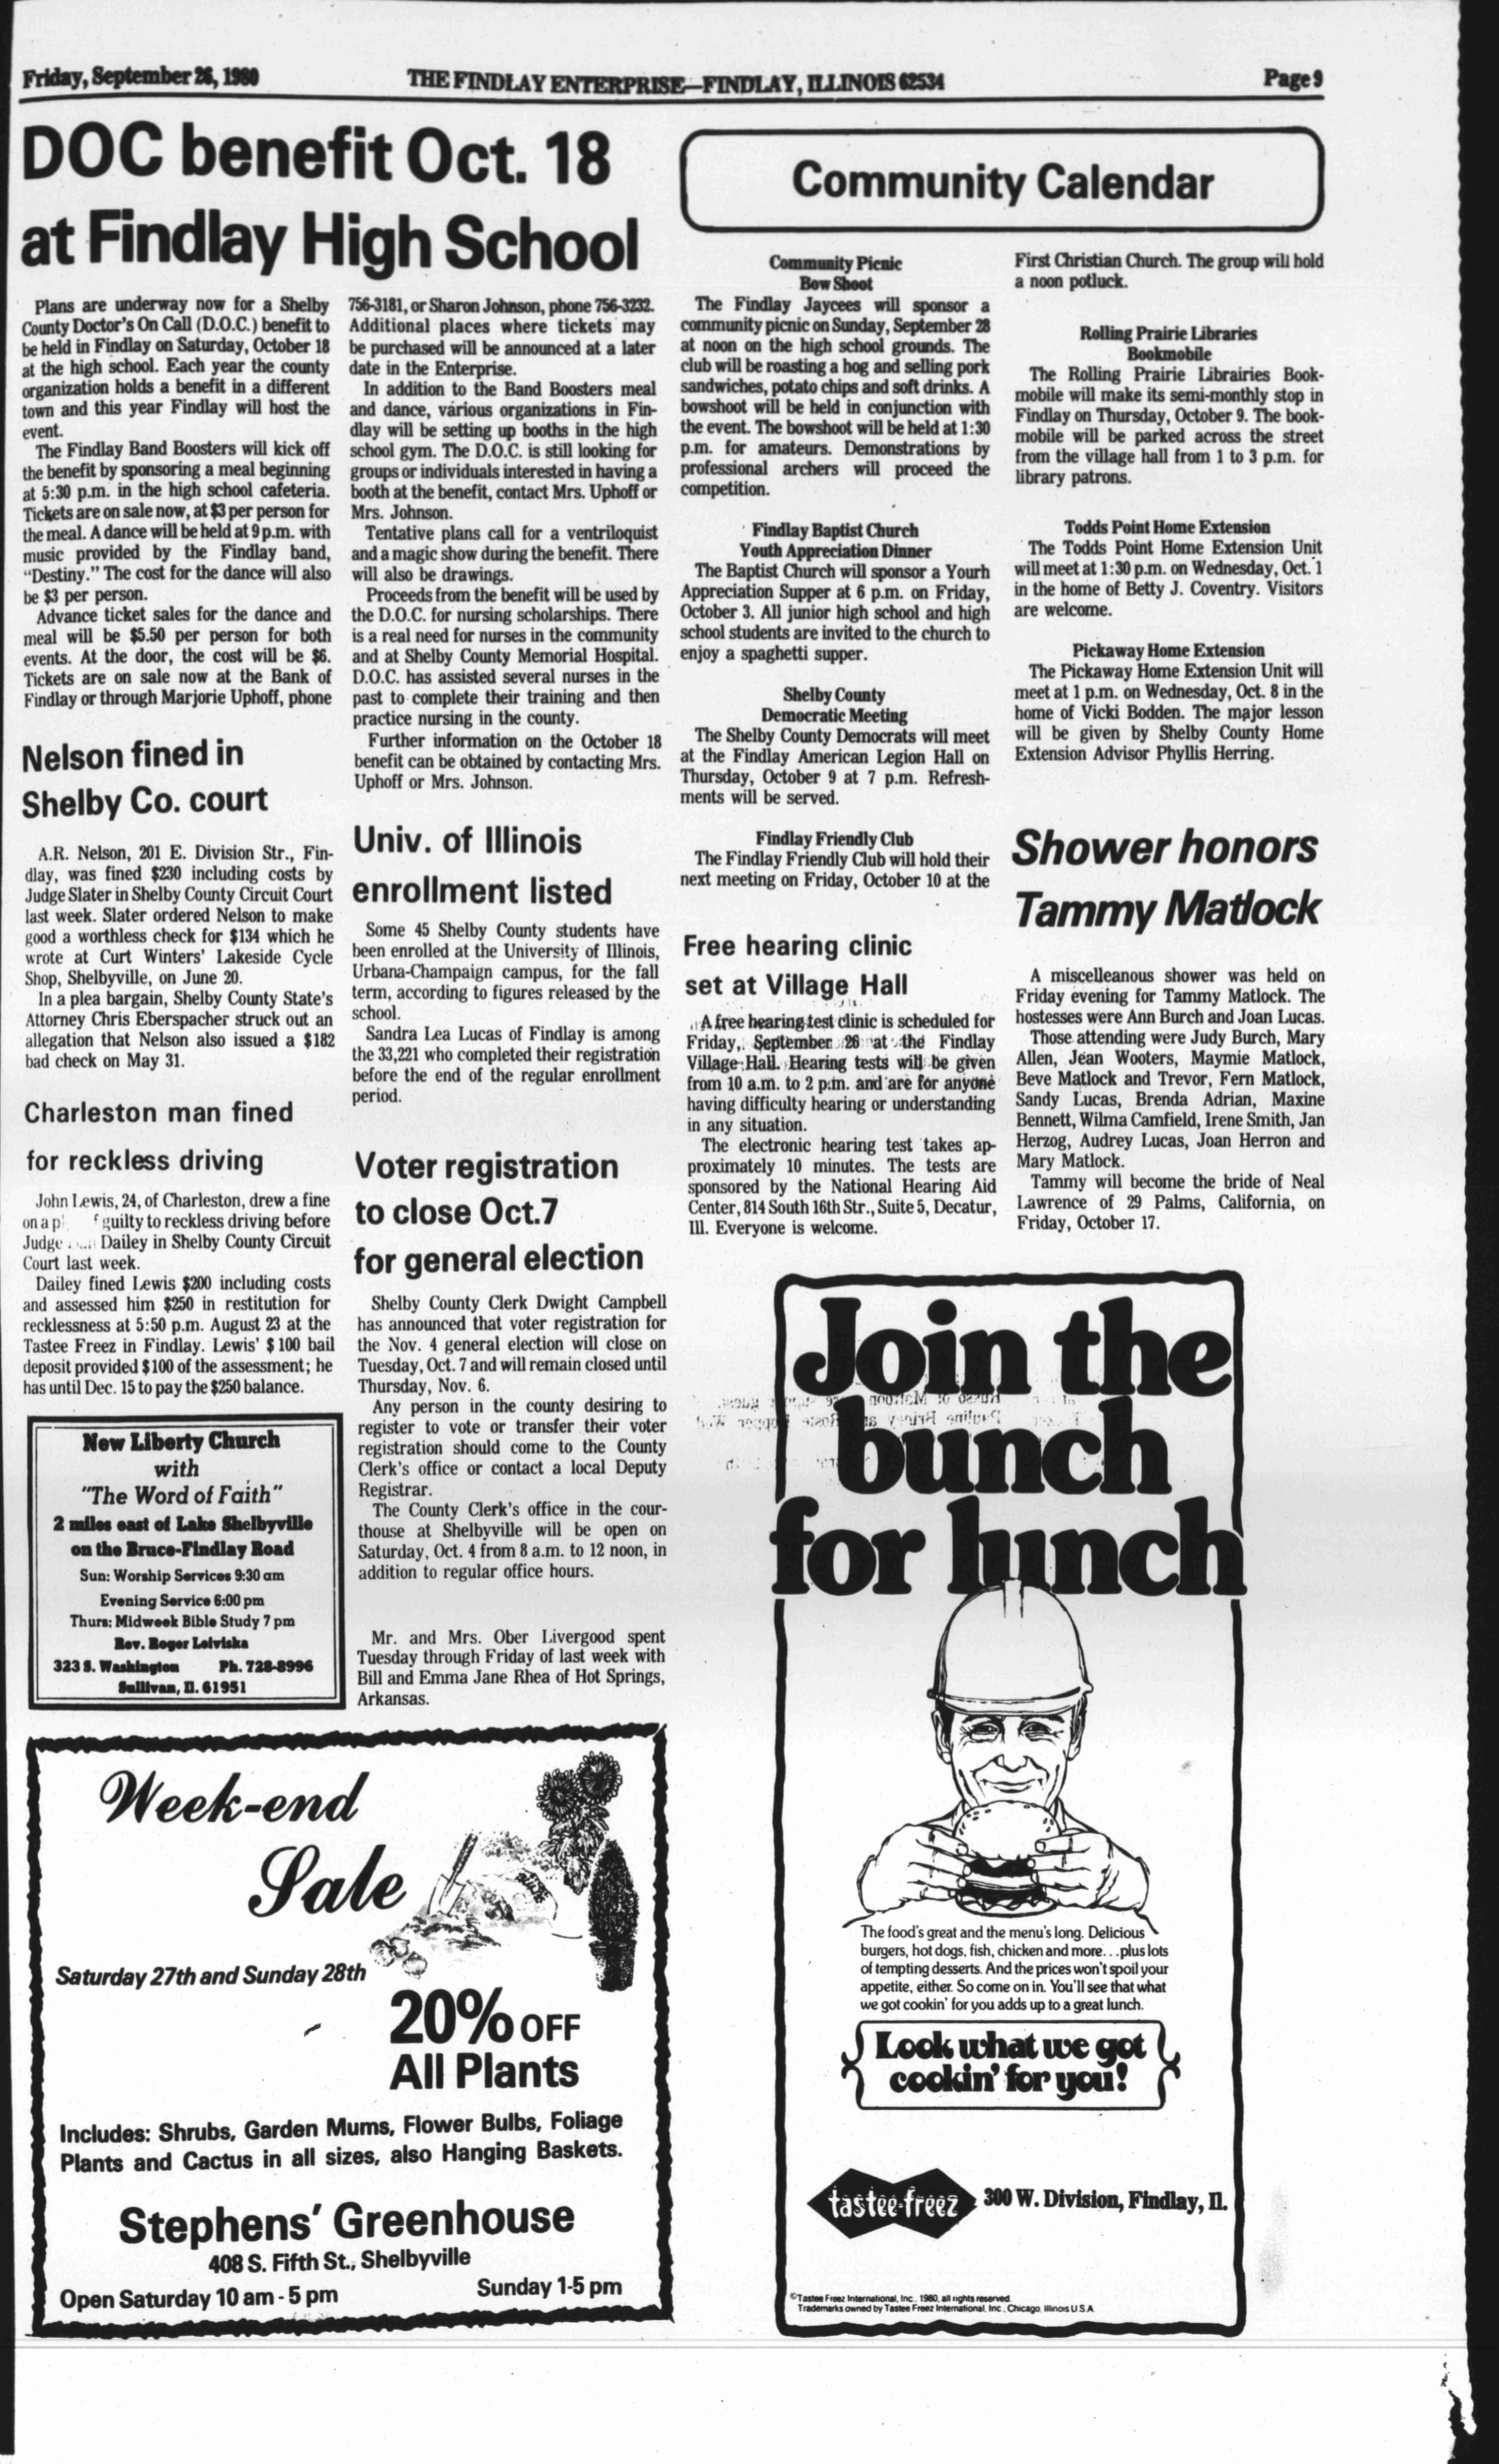 Friday, September 26, 1980
THE FINDLAY ENTERPRISE—FINDLAY, ILLINOIS 62534
Page 9
DOC benefit Oct. 18
at Findlay High School
Plans are underway now for a Shelby
County Doctor's On Call (D.O.C.) benefit to
be held in Findlay on Saturday, October 18
at the high school. Each year the county
organization holds a benefit in a different
town and this year Findlay will host the
event.
The Findlay Band Boosters will kick off
the benefit by sponsoring a meal beginning
at 5:30 p.m. in the high school cafeteria.
Tickets are on sale now, at $3 per person for
the meal. A dance will be held at 9 p.m. with
music provided by the Findlay band,
"Destiny." The cost for the dance will also
be $3 per person.
Advance ticket sales for the dance and
meal will be $5.50 per person for both
events. At the door, the cost will be $6.
Tickets are on sale now at the Bank of
Findlay or through Marjorie Uphoff, phone
756-3181, or Sharon Johnson, phone 756-3232.
Additional places where tickets may
be purchased will be announced at a later
date in the Enterprise.
In addition to the Band Boosters meal
and dance, various organizations in Fin-
dlay will be setting up booths in the high
school gym. The D.O.C. is still looking for
groups or individuals interested in having a
booth at the benefit, contact Mrs. Uphoff or
Mrs. Johnson.
Tentative plans call for a ventriloquist
and a magic show during the benefit. There
will also be drawings.
Proceeds from the benefit will be used by
the D.O.C. for nursing scholarships. There
is a real need for nurses in the community
and at Shelby County Memorial Hospital.
D.O.C. has assisted several nurses in the
past to complete their training and then
practice nursing in the county.
Further information on the October 18
benefit can be obtained by contacting Mrs.
Uphoff or Mrs. Johnson.
Nelson fined in
Shelby Co. court
A.R. Nelson, 201 E. Division Str., Fin-
dlay, was fined $230 including costs by
Judge Slater in Shelby County Circuit Court
last week. Slater ordered Nelson to make
good a worthless check for $134 which he
wrote at Curt Winters' Lakeside Cycle
Shop, Shelbyville, on June 20.
In a plea bargain, Shelby County State's
Attorney Chris Eberspacher struck out an
allegation that Nelson also issued a $182
bad check on May 31.
Charleston man fined
for reckless driving
John Lewis, 24, of Charleston, drew a fine
on a p guilty to reckless driving before
Judge Dailey in Shelby County Circuit
Court last week.
Dailey fined Lewis $200 including costs
and assessed him $250 in restitution for
recklessness at 5:50 p.m. August 23 at the
Tastee Freez in Findlay. Lewis' $100 bail
deposit provided $100 of the assessment; he
has until Dec. 15 to pay the $250 balance.
New Liberty Church
with
"The Word of Faith"
2 miles east of Lake Shelbyville
on the Bruce-Findlay Road
Sun: Worship Services 9:30 am
Evening Service 6:00 pm
Thurs: Midweek Bible Study 7 pm
Rev. Roger Leiviska
323 S. Washington Ph. 728-8996
Sullivan, Il. 61951
Univ. of Illinois
enrollment listed
Some 45 Shelby County students have
been enrolled at the University of Illinois,
Urbana-Champaign campus, for the fall
term, according to figures released by the
school.
Sandra Lea Lucas of Findlay is among
the 33,221 who completed their registration
before the end of the regular enrollment
period.
Voter registration
to close Oct.7
for general election
Shelby County Clerk Dwight Campbell
has announced that voter registration for
the Nov. 4 general election will close on
Tuesday, Oct. 7 and will remain closed until
Thursday, Nov. 6.
Any person in the county desiring to
register to vote or transfer their voter
registration should come to the County
Clerk's office or contact a local Deputy
Registrar.
The County Clerk's office in the cour-
thouse at Shelbyville will be open on
Saturday, Oct. 4 from 8 a.m. to 12 noon, in
addition to regular office hours.
Mr. and Mrs. Ober Livergood spent
Tuesday through Friday of last week with
Bill and Emma Jane Rhea of Hot Springs,
Arkansas.
Week-end
Sale
Saturday 27th and Sunday 28th
20% OFF
All Plants
Includes: Shrubs, Garden Mums, Flower Bulbs, Foliage
Plants and Cactus in all sizes, also Hanging Baskets.
Stephens' Greenhouse
408 S. Fifth St., Shelbyville
Open Saturday 10 am - 5 pm Sunday 1-5 pm
Community Calendar
Community Picnic
Bow Shoot
The Findlay Jaycees will sponsor a
community picnic on Sunday, September 28
at noon on the high school grounds. The
club will be roasting a hog and selling pork
sandwiches, potato chips and soft drinks. A
bowshoot will be held in conjunction with
the event. The bowshoot will be held at 1:30
p.m. for amateurs. Demonstrations by
professional archers will proceed the
competition.
Findlay Baptist Church
Youth Appreciation Dinner
The Baptist Church will sponsor a Yourh
Appreciation Supper at 6 p.m. on Friday,
October 3. All junior high school and high
school students are invited to the church to
enjoy a spaghetti supper.
Shelby County
Democratic Meeting
The Shelby County Democrats will meet
at the Findlay American Legion Hall on
Thursday, October 9 at 7 p.m. Refresh-
ments will be served.
Findlay Friendly Club
The Findlay Friendly Club will hold their
next meeting on Friday, October 10 at the
First Christian Church. The group will hold
a noon potluck.
Rolling Prairie Libraries
Bookmobile
The Rolling Prairie Librairies Book-
mobile will make its semi-monthly stop in
Findlay on Thursday, October 9. The book-
mobile will be parked across the street
from the village hall from 1 to 3 p.m. for
library patrons.
Todds Point Home Extension
The Todds Point Home Extension Unit
will meet at 1:30 p.m. on Wednesday, Oct. 1
in the home of Betty J. Coventry. Visitors
are welcome.
Pickaway Home Extension
The Pickaway Home Extension Unit will
meet at 1 p.m. on Wednesday, Oct. 8 in the
home of Vicki Bodden. The major lesson
will be given by Shelby County Home
Extension Advisor Phyllis Herring.
Free hearing clinic
set at Village Hall
A free hearing test clinic is scheduled for
Friday, September 26 at the Findlay
Village Hall. Hearing tests will be given
from 10 a.m. to 2 p.m. and are for anyone
having difficulty hearing or understanding
in any situation.
The electronic hearing test takes ap-
proximately 10 minutes. The tests are
sponsored by the National Hearing Aid
Center, 814 South 16th Str., Suite 5, Decatur,
Ill. Everyone is welcome.
Shower honors
Tammy Matlock
A miscelleanous shower was held on
Friday evening for Tammy Matlock. The
hostesses were Ann Burch and Joan Lucas.
Those attending were Judy Burch, Mary
Allen, Jean Wooters, Maymie Matlock,
Beve Matlock and Trevor, Fern Matlock,
Sandy Lucas, Brenda Adrian, Maxine
Bennett, Wilma Camfield, Irene Smith, Jan
Herzog, Audrey Lucas, Joan Herron and
Mary Matlock.
Tammy will become the bride of Neal
Lawrence of 29 Palms, California, on
Friday, October 17.
Join the
bunch
for lunch
The food's great and the menu's long. Delicious
burgers, hot dogs, fish, chicken and more. . .plus lots
of tempting desserts. And the prices won't spoil your
appetite, either. So come on in. You'll see that what
we got cookin' for you adds up to a great lunch.
Look what we got
cookin' for you!
tastee-freez 300 W. Division, Findlay, Il.
©Tastee Freez International, Inc., 1980, all rights reserved.
Trademarks owned by Tastee Freez International, Inc., Chicago, Illinois U.S.A.